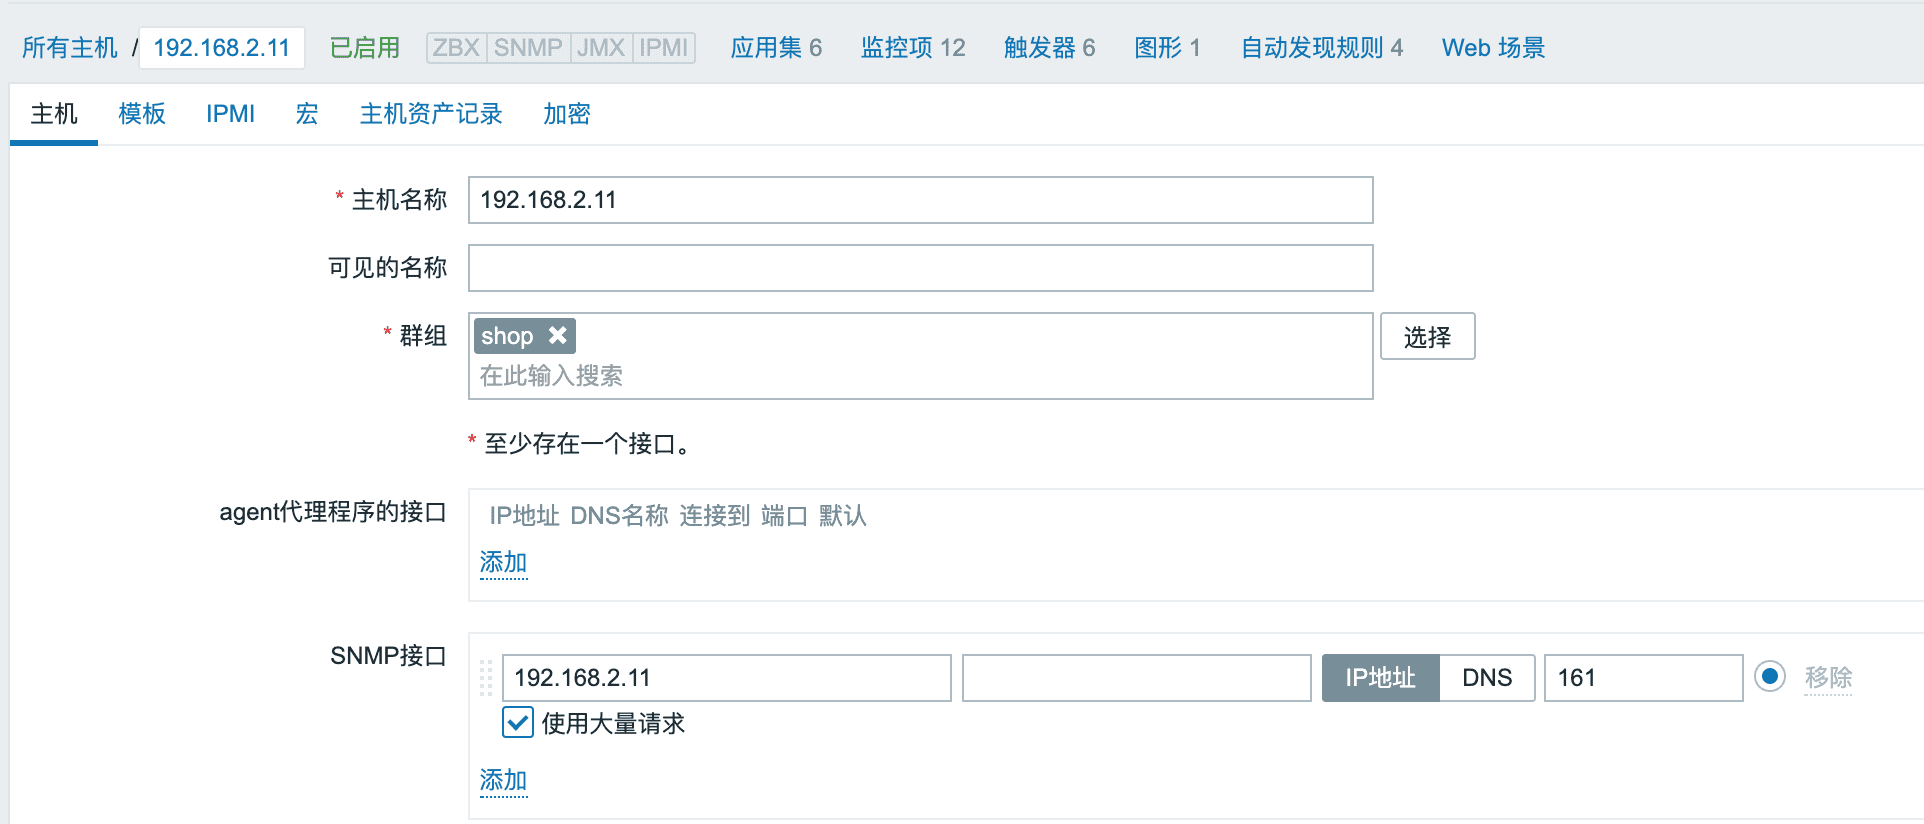 所有主机 / 192.168.2.11 已启用 ZBX SNMP JMX IPMI 应用集 6 监控项 12 触发器 6 图形 1 自动发现规则 4 Web 场景
主机 模板 IPMI 宏 主机资产记录 加密
* 主机名称 192.168.2.11
可见的名称
* 群组 shop 选择
在此输入搜索
* 至少存在一个接口。
agent代理程序的接口 IP地址 DNS名称 连接到 端口 默认
添加
SNMP接口 192.168.2.11 IP地址 DNS 161 移除
使用大量请求
添加